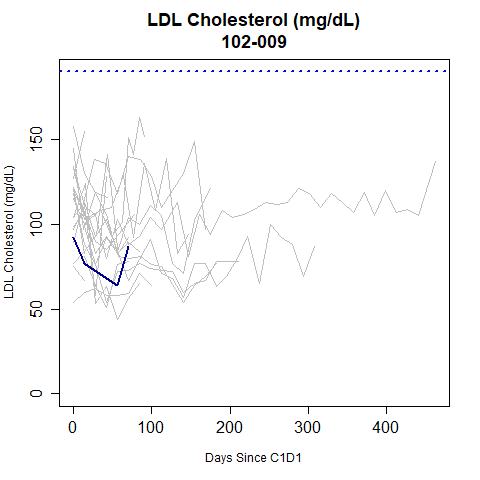 LDL Cholesterol (mg/dL)
102-009
LDL Cholesterol (mg/dL)
150
100
50
0
0 100 200 300 400
Days Since C1D1